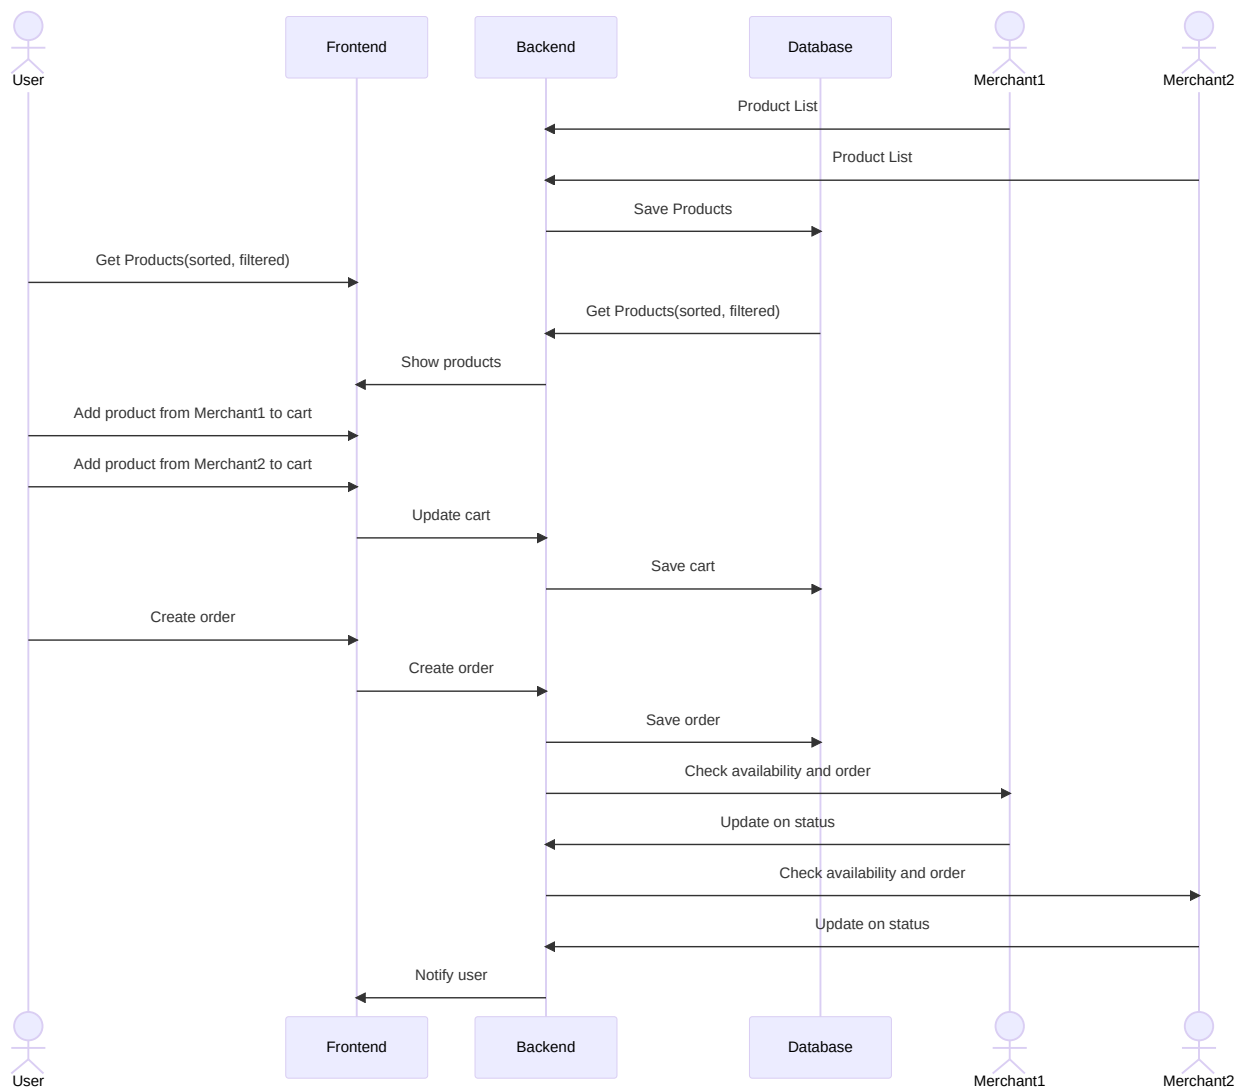 Frontend
Backend
Database
User
Merchant1
Merchant2
Product List
Product List
Save Products
Get Products(sorted, filtered)
Get Products(sorted, filtered)
Show products
Add product from Merchant1 to cart
Add product from Merchant2 to cart
Update cart
Save cart
Create order
Create order
Save order
Check availability and order
Update on status
Check availability and order
Update on status
Notify user
Frontend
Backend
Database
User
Merchant1
Merchant2